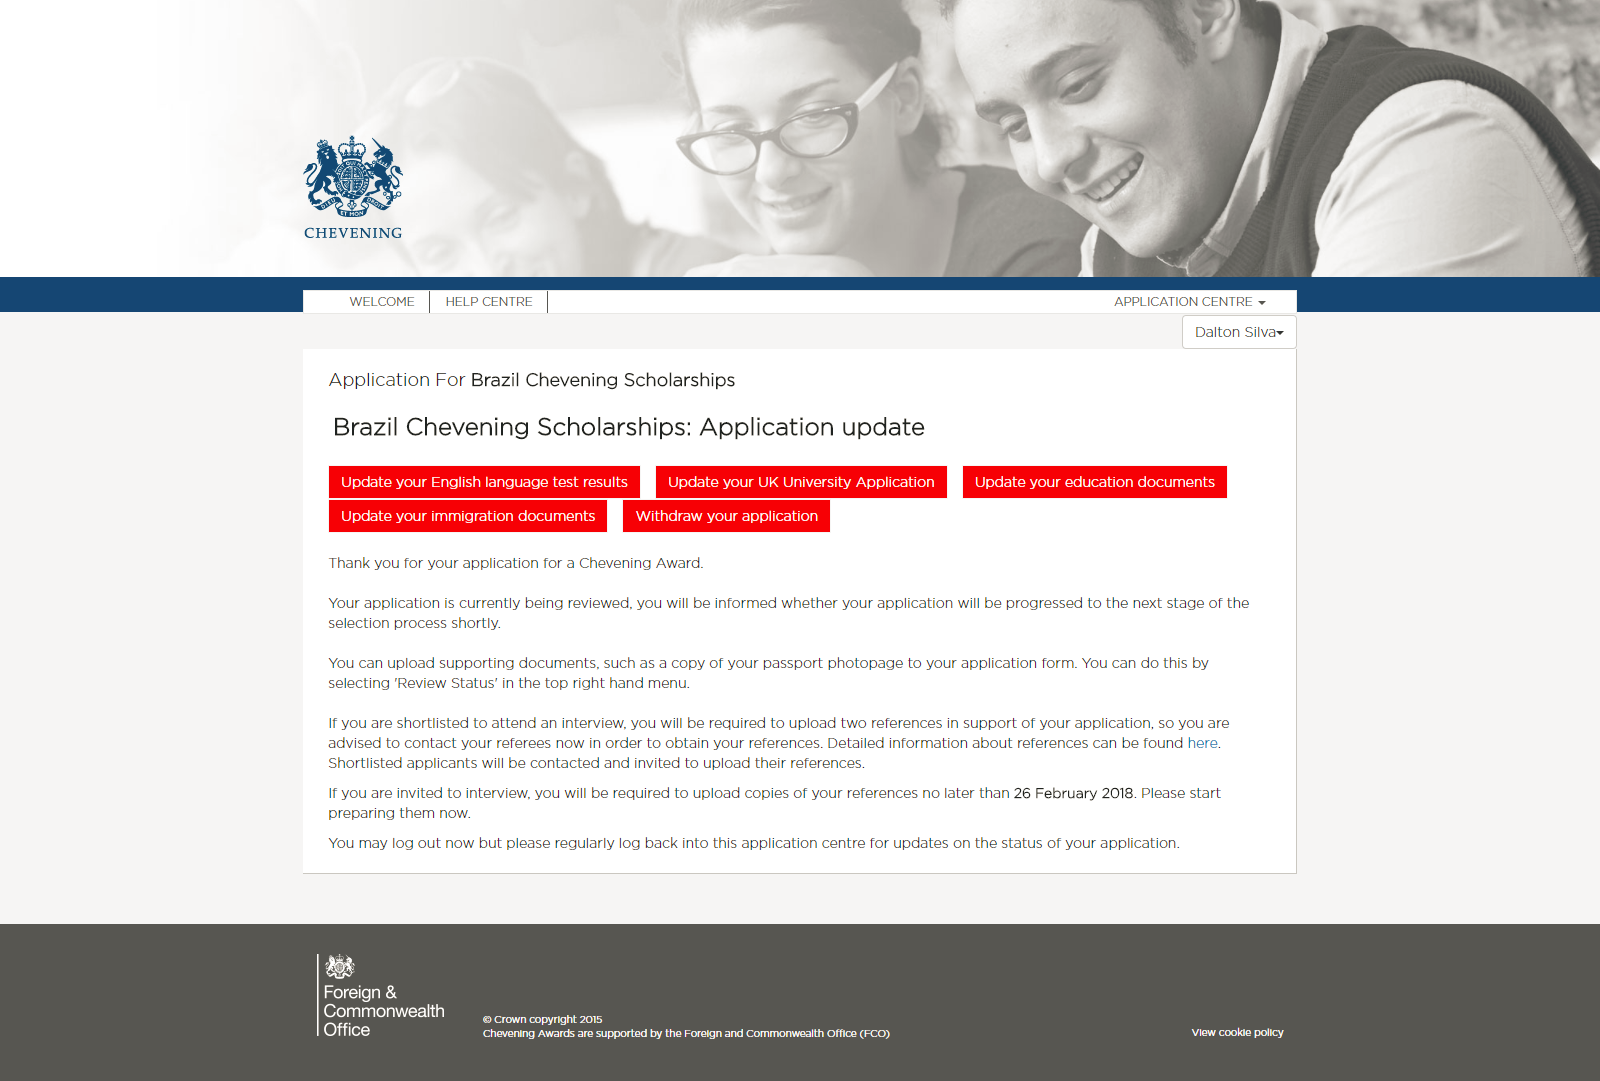 CHEVENING
WELCOME
HELP CENTRE
APPLICATION CENTRE
Dalton Silva
Application For Brazil Chevening Scholarships
Brazil Chevening Scholarships: Application update
Update your English language test results
Update your UK University Application
Update your education documents
Update your immigration documents
Withdraw your application
Thank you for your application for a Chevening Award.
Your application is currently being reviewed, you will be informed whether your application will be progressed to the next stage of the
selection process shortly.
You can upload supporting documents, such as a copy of your passport photopage to your application form. You can do this by
selecting 'Review Status' in the top right hand menu.
If you are shortlisted to attend an interview, you will be required to upload two references in support of your application, so you are
advised to contact your referees now in order to obtain your references. Detailed information about references can be found here.
Shortlisted applicants will be contacted and invited to upload their references.
If you are invited to interview, you will be required to upload copies of your references no later than 26 February 2018. Please start
preparing them now.
You may log out now but please regularly log back into this application centre for updates on the status of your application.
Foreign &
Commonwealth
Office
© Crown copyright 2015
Chevening Awards are supported by the Foreign and Commonwealth Office (FCO)
View cookie policy